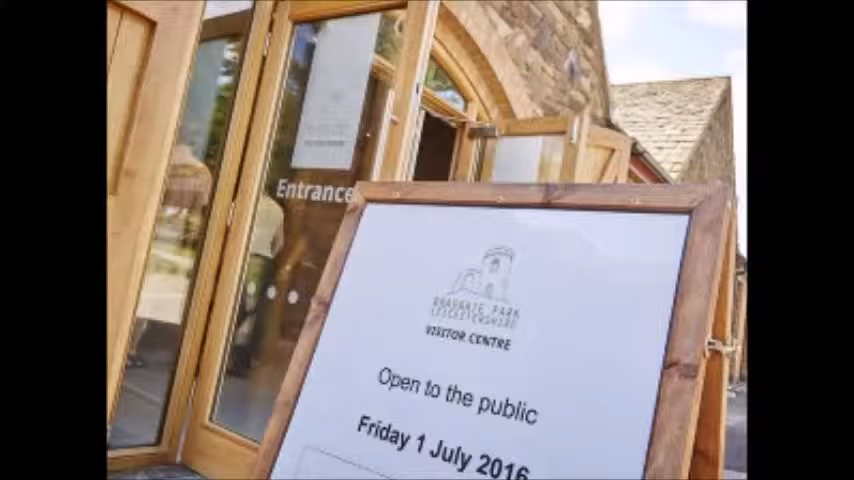 Entrance
BRADGATE PARK
LEICESTERSHIRE
VISITOR CENTRE
Open to the public
Friday 1 July 2016